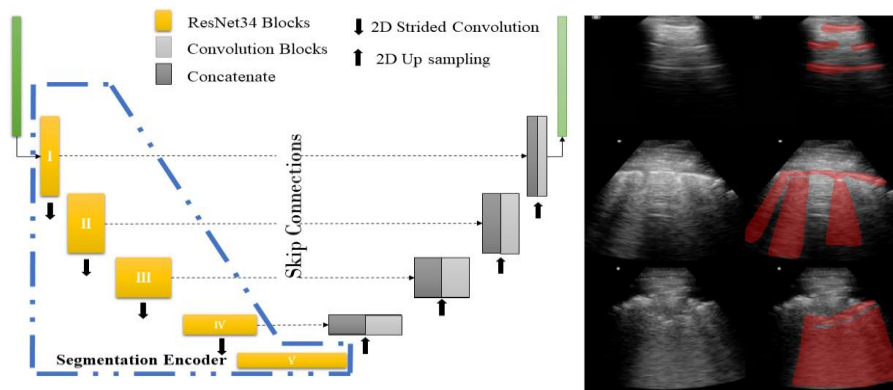 ResNet34 Blocks
Convolution Blocks
Concatenate
2D Strided Convolution
2D Up sampling
I
II
III
IV
V
Skip Connections
Segmentation Encoder